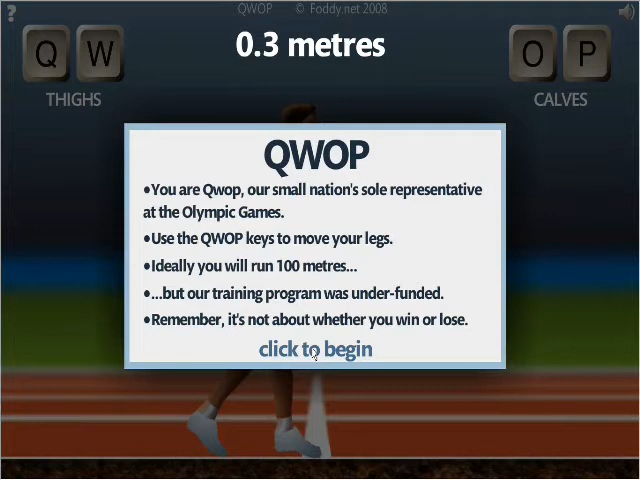 ? QWOP © Foddy.net 2008
Q W 0.3 metres O P
THIGHS CALVES
QWOP
•You are Qwop, our small nation's sole representative
at the Olympic Games.
•Use the QWOP keys to move your legs.
•Ideally you will run 100 metres...
•...but our training program was under-funded.
•Remember, it's not about whether you win or lose.
click to begin